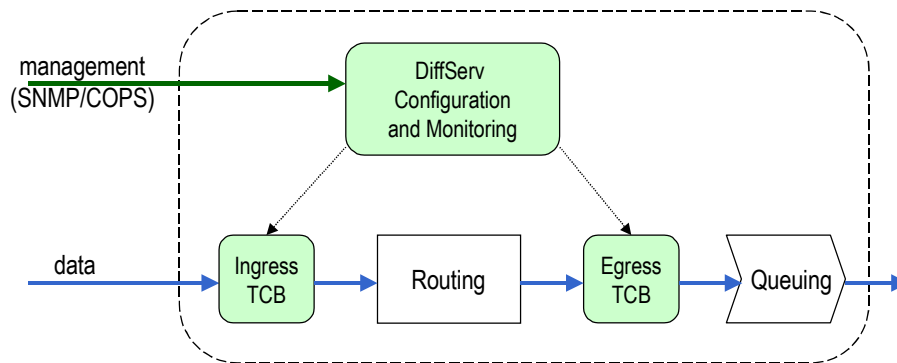 management
(SNMP/COPS)
DiffServ
Configuration
and Monitoring
data
Ingress
TCB
Routing
Egress
TCB
Queuing